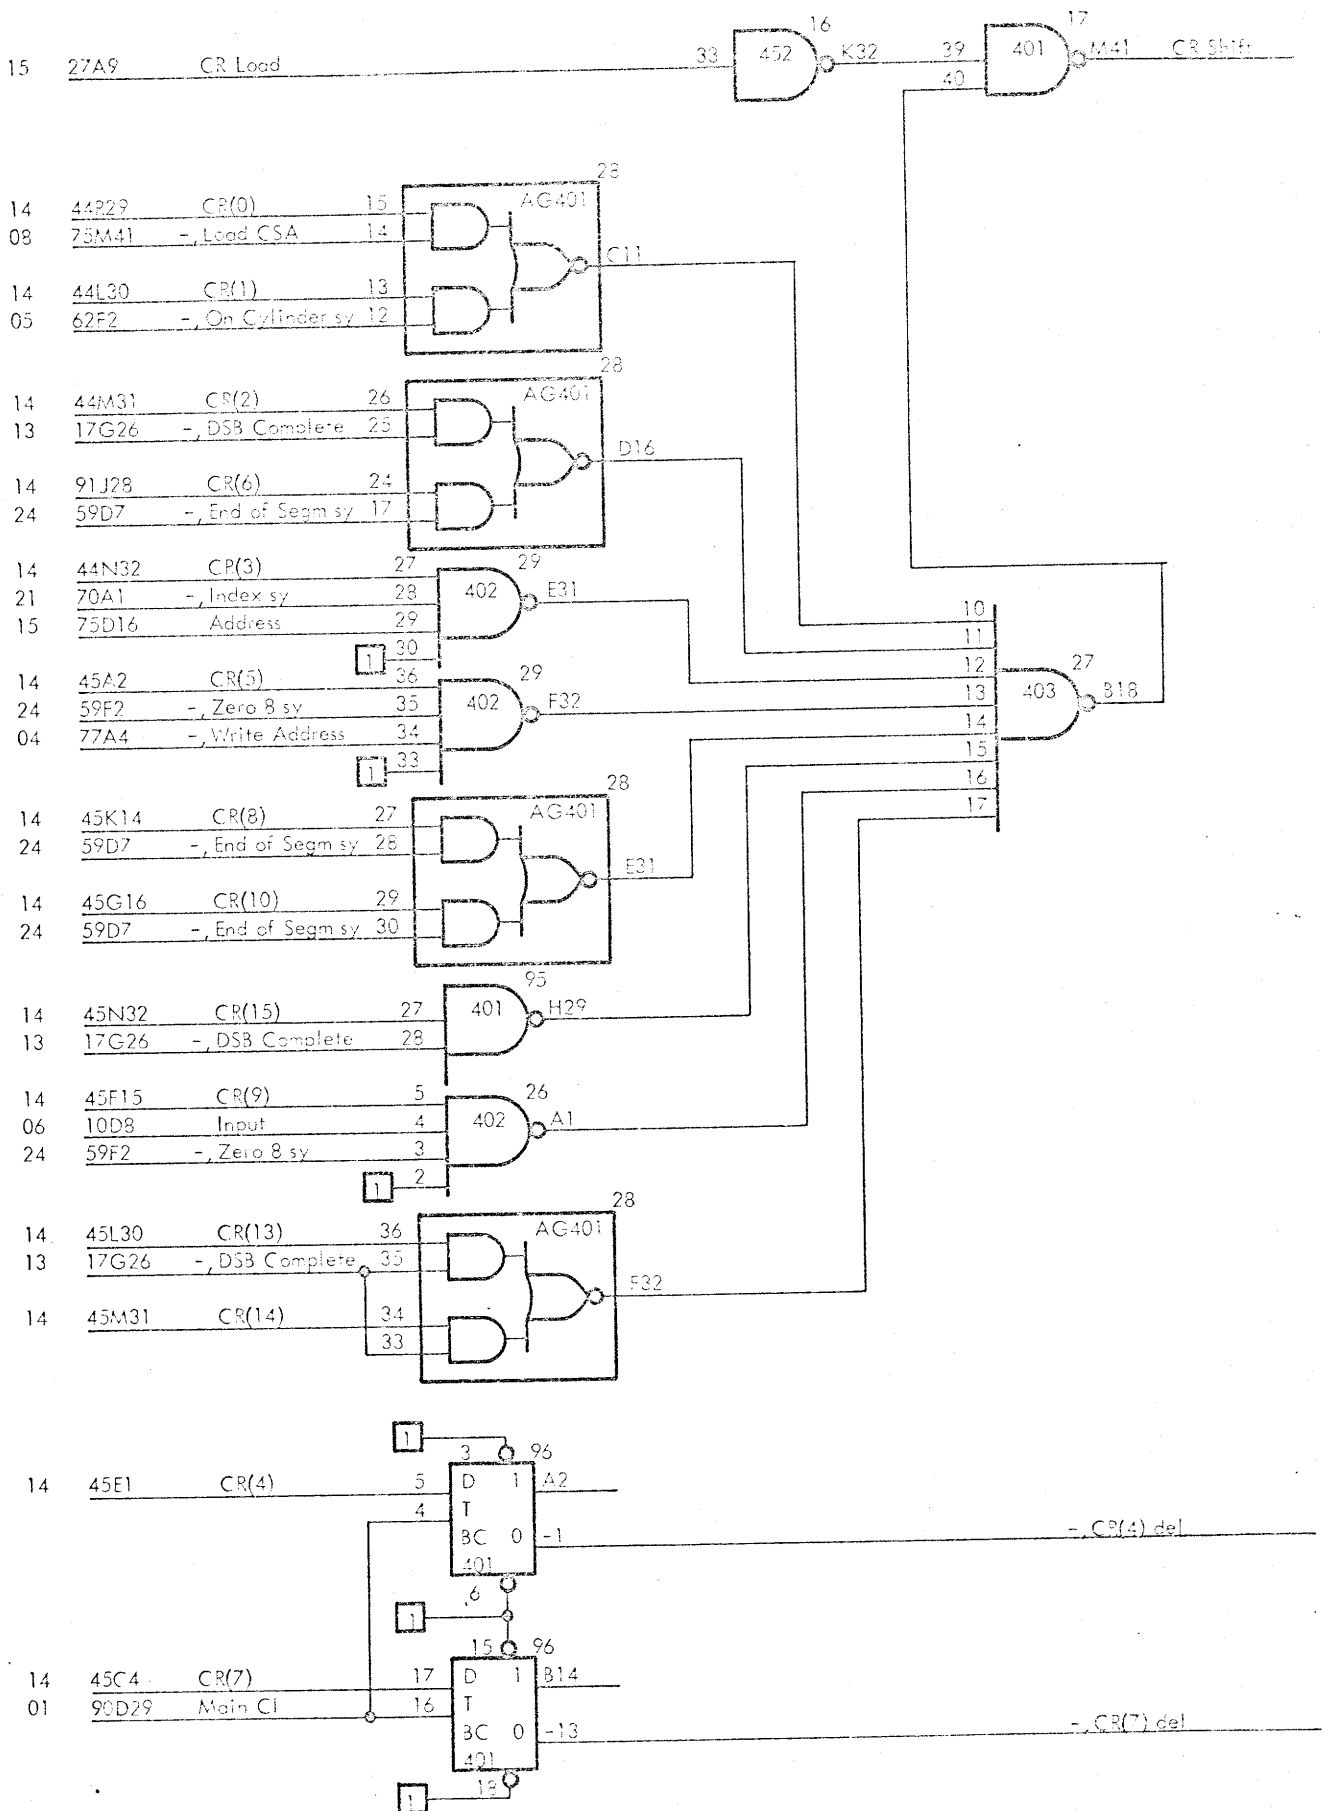 16
17
15 27A9 CR Load 33 452 K32 39 401 M41 CR Shift
40
28
14 44R29 CR(0) 15 AG401
08 75M41 -, Load CSA 14
C11
14 44L30 CR(1) 13
05 62F2 -, On Cylinder sy 12
28
14 44M31 CR(2) 26 AG401
13 17G26 -, DSB Complete 25
D16
14 91J28 CR(6) 24
24 59D7 -, End of Segm sy 17
29
14 44N32 CR(3) 27
21 70A1 -, Index sy 28 402 E31
15 75D16 Address 29
1 30
10
11
12
13
14
15
16
17
27
403 B18
14 45A2 CR(5) 36 29
24 59F2 -, Zero 8 sy 35 402 F32
04 77A4 -, Write Address 34
1 33
28
14 45K14 CR(8) 27 AG401
24 59D7 -, End of Segm sy 28
E31
14 45G16 CR(10) 29
24 59D7 -, End of Segm sy 30
95
14 45N32 CR(15) 27 401 H29
13 17G26 -, DSB Complete 28
26
14 45F15 CR(9) 5
06 10D8 Input 4 402 A1
24 59F2 -, Zero 8 sy 3
1 2
28
14 45L30 CR(13) 36 AG401
13 17G26 -, DSB Complete 35
F32
14 45M31 CR(14) 34
33
1
3 96
14 45E1 CR(4) 5 D 1 A2
4 T
BC 0 -1 -, CR(4) del
401
6
1
15 96
14 45C4 CR(7) 17 D 1 B14
01 90D29 Main Cl 16 T
BC 0 -13 -, CR(7) del
401
1 18